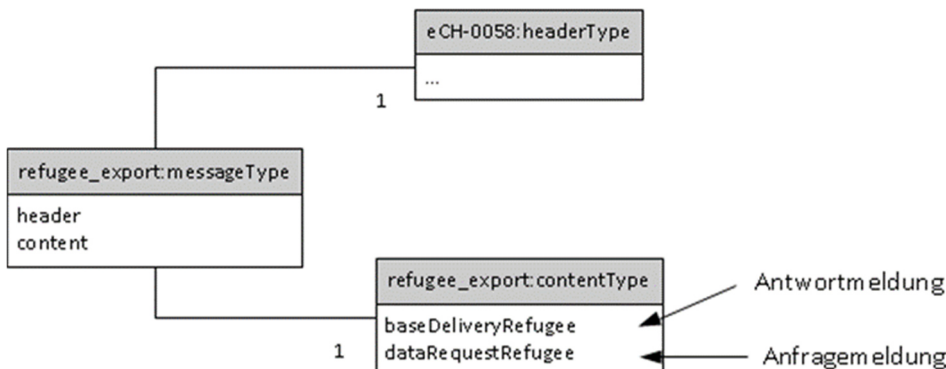 eCH-0058:headerType
...
1
refugee_export:messageType
header
content
refugee_export:contentType
baseDeliveryRefugee
dataRequestRefugee
1
Antwortmeldung
Anfragemeldung